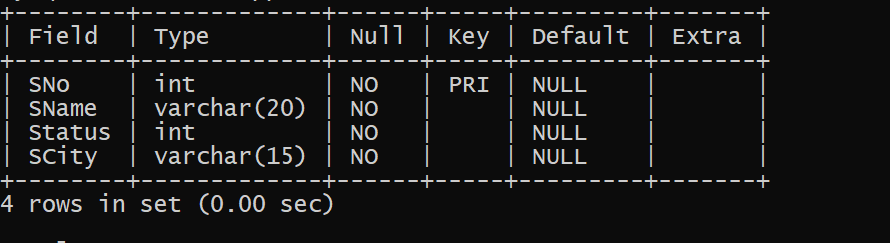 +--------+-------------+------+-----+---------+-------+
| Field  | Type        | Null | Key | Default | Extra |
+--------+-------------+------+-----+---------+-------+
| SNo    | int         | NO   | PRI | NULL    |       |
| SName  | varchar(20) | NO   |     | NULL    |       |
| Status | int         | NO   |     | NULL    |       |
| SCity  | varchar(15) | NO   |     | NULL    |       |
+--------+-------------+------+-----+---------+-------+
4 rows in set (0.00 sec)